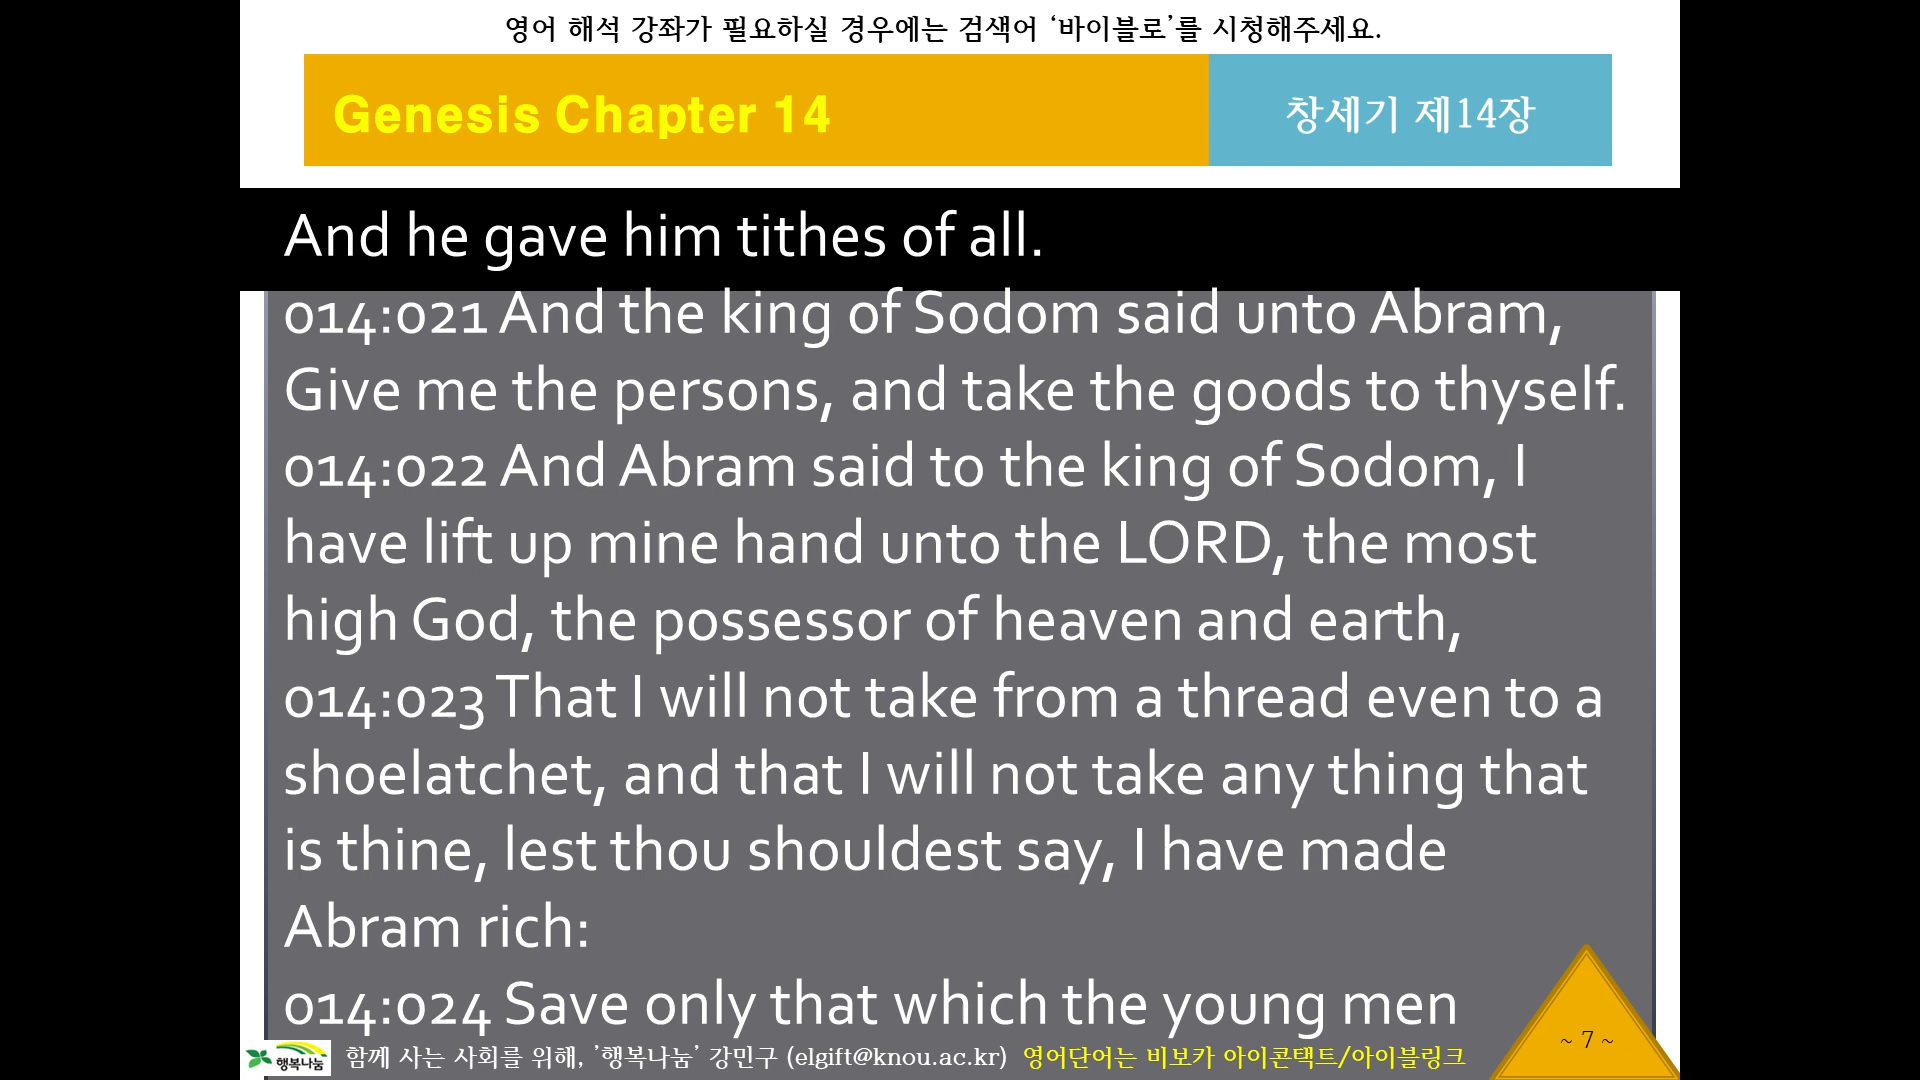 영어 해석 강좌가 필요하실 경우에는 검색어 ‘바이블로’를 시청해주세요.
Genesis Chapter 14
창세기 제14장
And he gave him tithes of all.
014:021 And the king of Sodom said unto Abram,
Give me the persons, and take the goods to thyself.
014:022 And Abram said to the king of Sodom, I
have lift up mine hand unto the LORD, the most
high God, the possessor of heaven and earth,
014:023 That I will not take from a thread even to a
shoelatchet, and that I will not take any thing that
is thine, lest thou shouldest say, I have made
Abram rich:
014:024 Save only that which the young men
~ 7 ~
행복나눔
함께 사는 사회를 위해, ’행복나눔’ 강민구 (elgift@knou.ac.kr) 영어단어는 비보카 아이콘택트/아이블링크